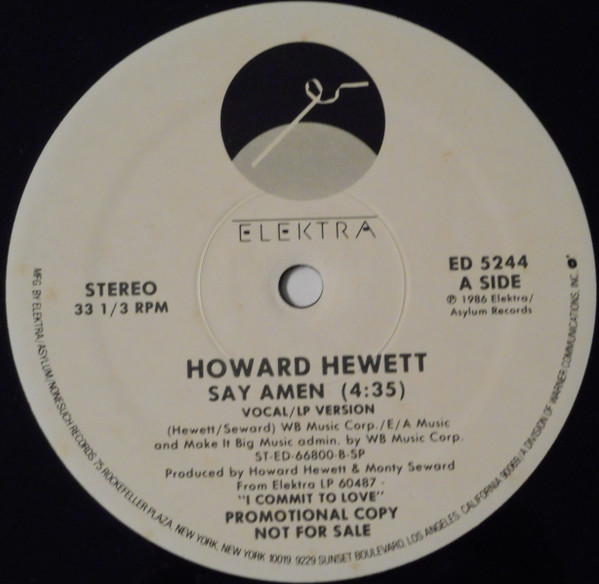 ELEKTRA
STEREO
33 1/3 RPM
ED 5244
A SIDE
℗ 1986 Elektra/
Asylum Records
HOWARD HEWETT
SAY AMEN (4:35)
VOCAL/LP VERSION
(Hewett/Seward) WB Music Corp./E/A Music
and Make It Big Music admin. by WB Music Corp.
ST-ED-66800-B-SP
Produced by Howard Hewett & Monty Seward
From Elektra LP 60487 -
"I COMMIT TO LOVE"
PROMOTIONAL COPY
NOT FOR SALE
MFG. BY ELEKTRA/ASYLUM/NONESUCH RECORDS 75 ROCKEFELLER PLAZA, NEW YORK, NEW YORK 10019 9229 SUNSET BOULEVARD, LOS ANGELES, CALIFORNIA 90069/A DIVISION OF WARNER COMMUNICATIONS, INC.